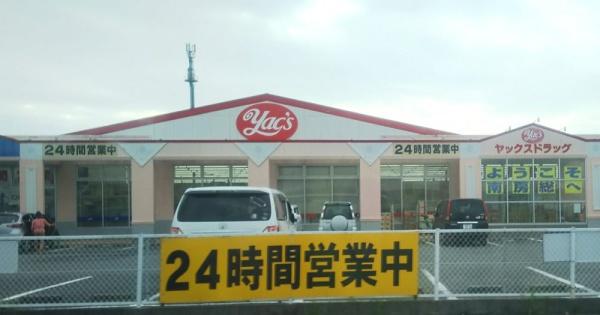 Yac's
24時間営業中
24時間営業中
Yac's
ヤックスドラッグ
ようこそ
南房総へ
24時間営業中